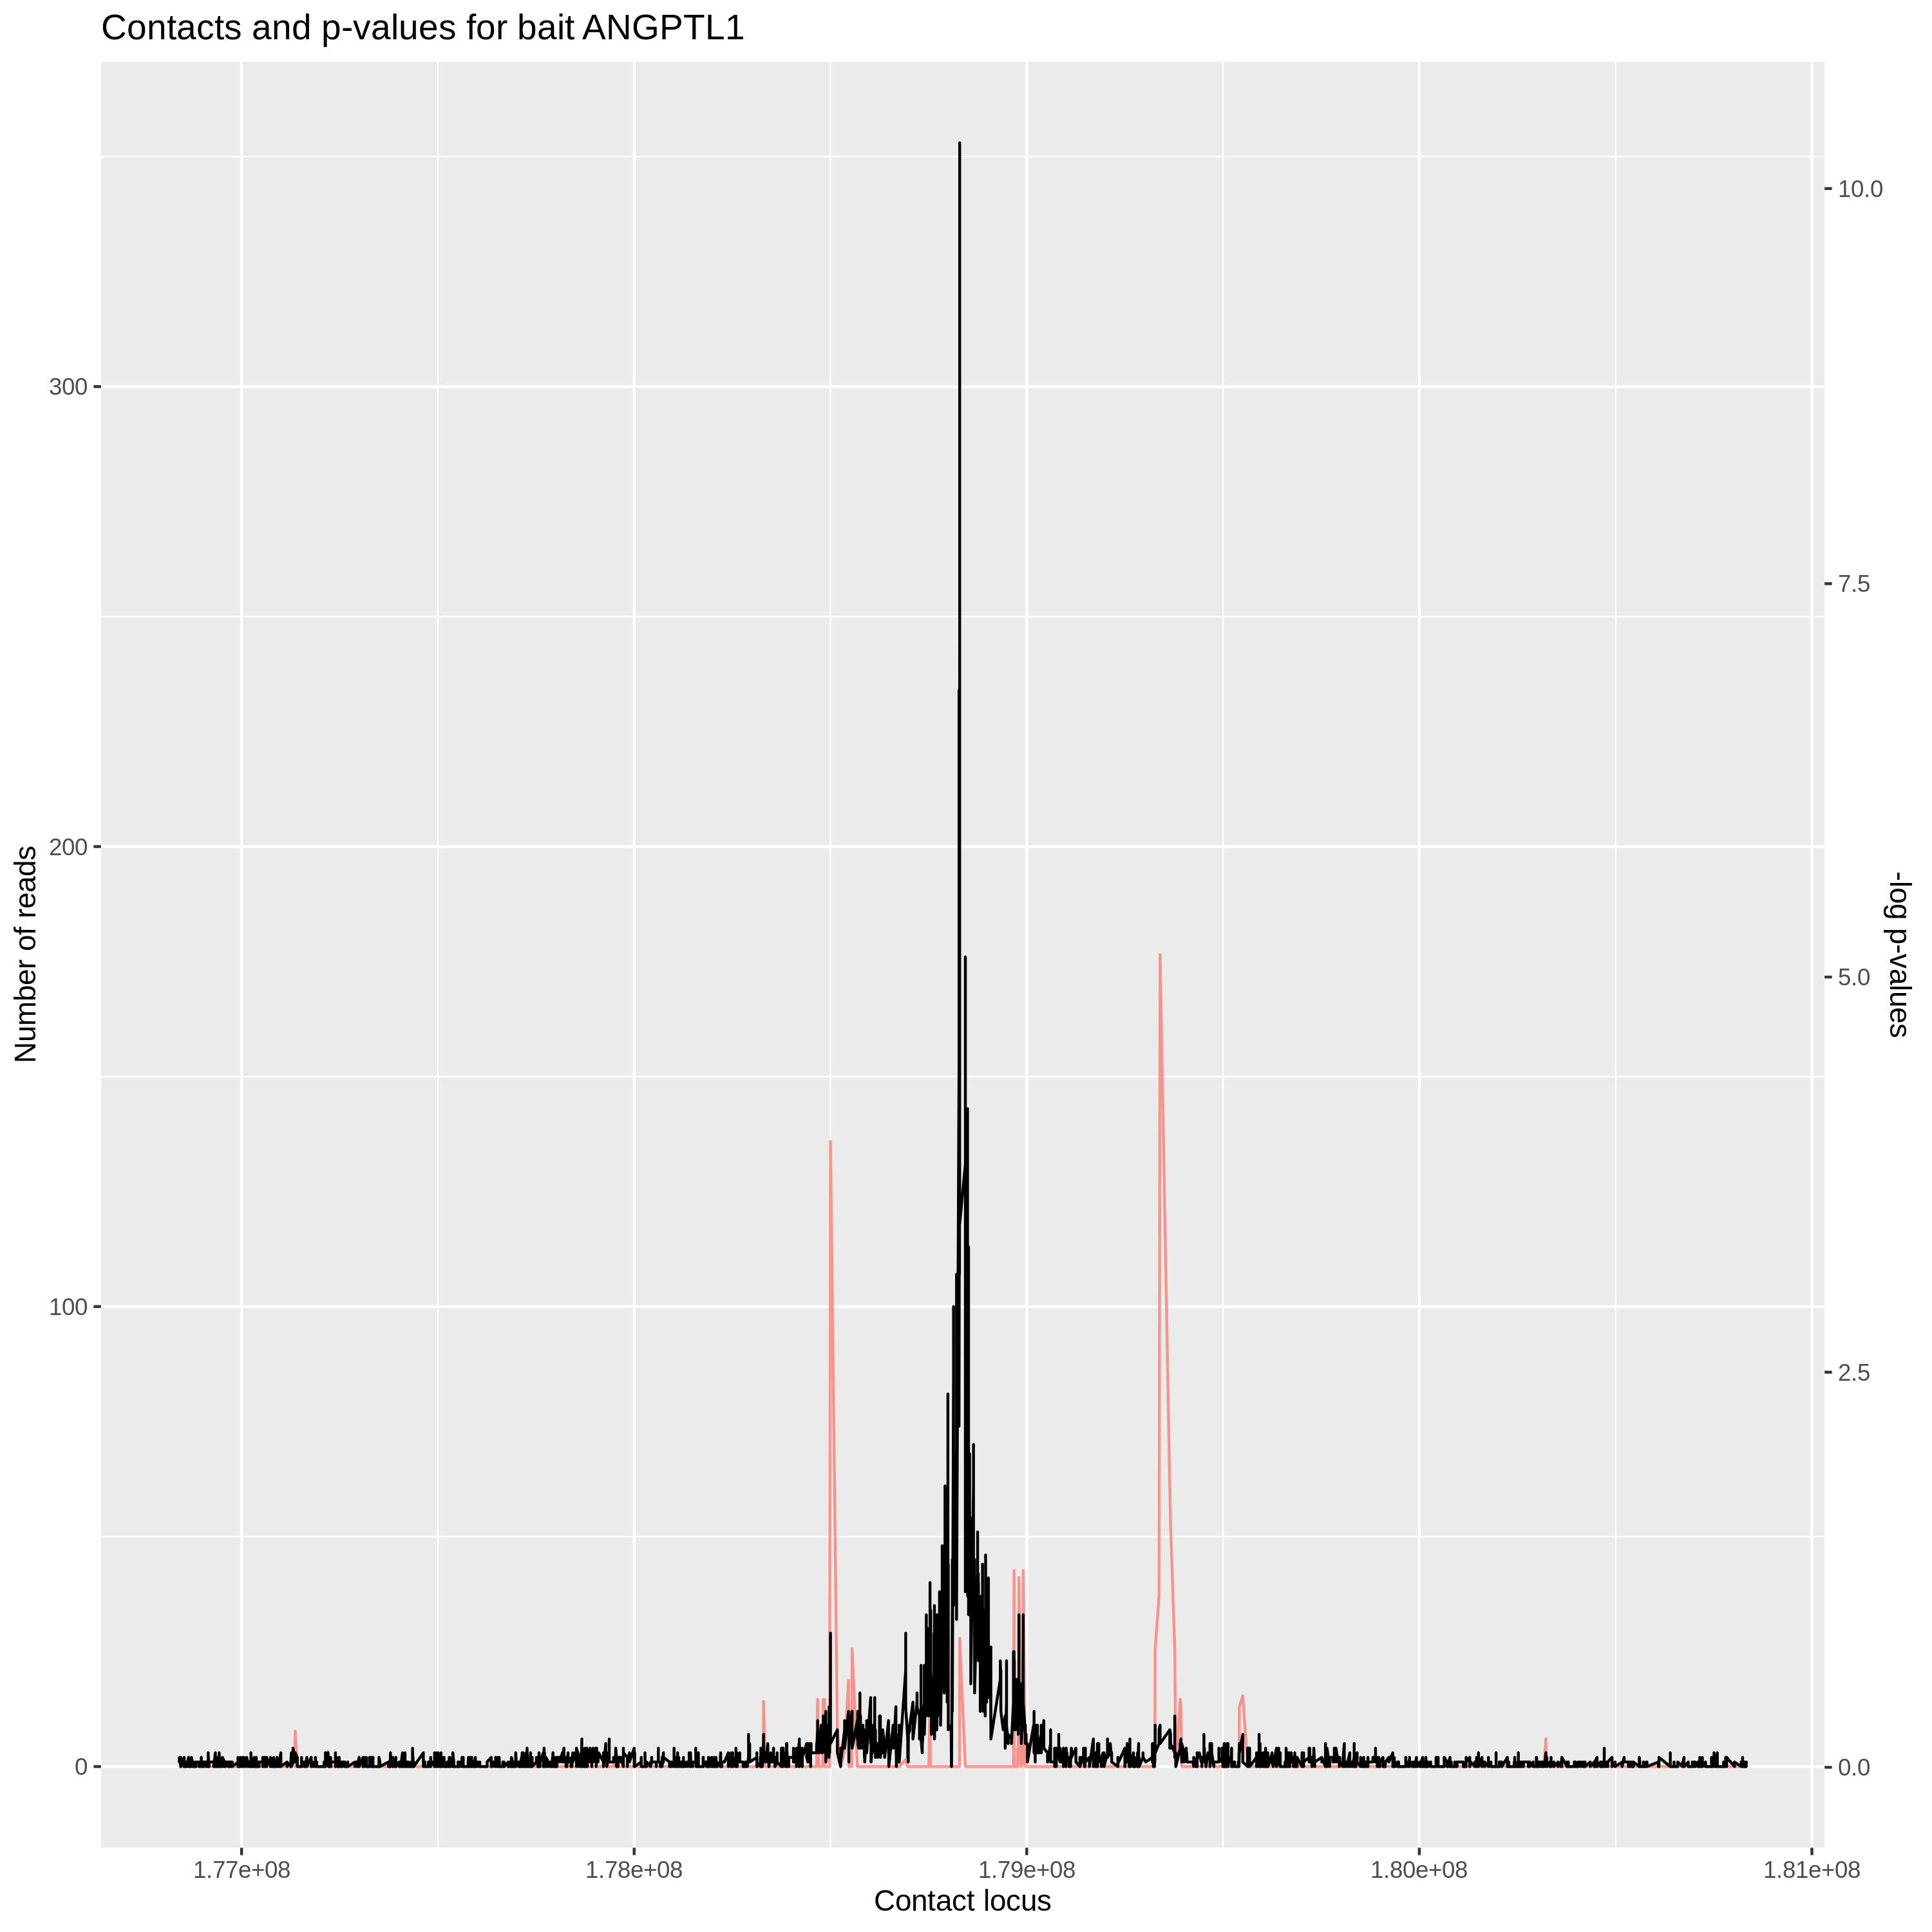 Contacts and p-values for bait ANGPTL1
Number of reads
300
200
100
0
10.0
7.5
5.0
2.5
0.0
-log p-values
1.77e+08 1.78e+08 1.79e+08 1.80e+08 1.81e+08
Contact locus